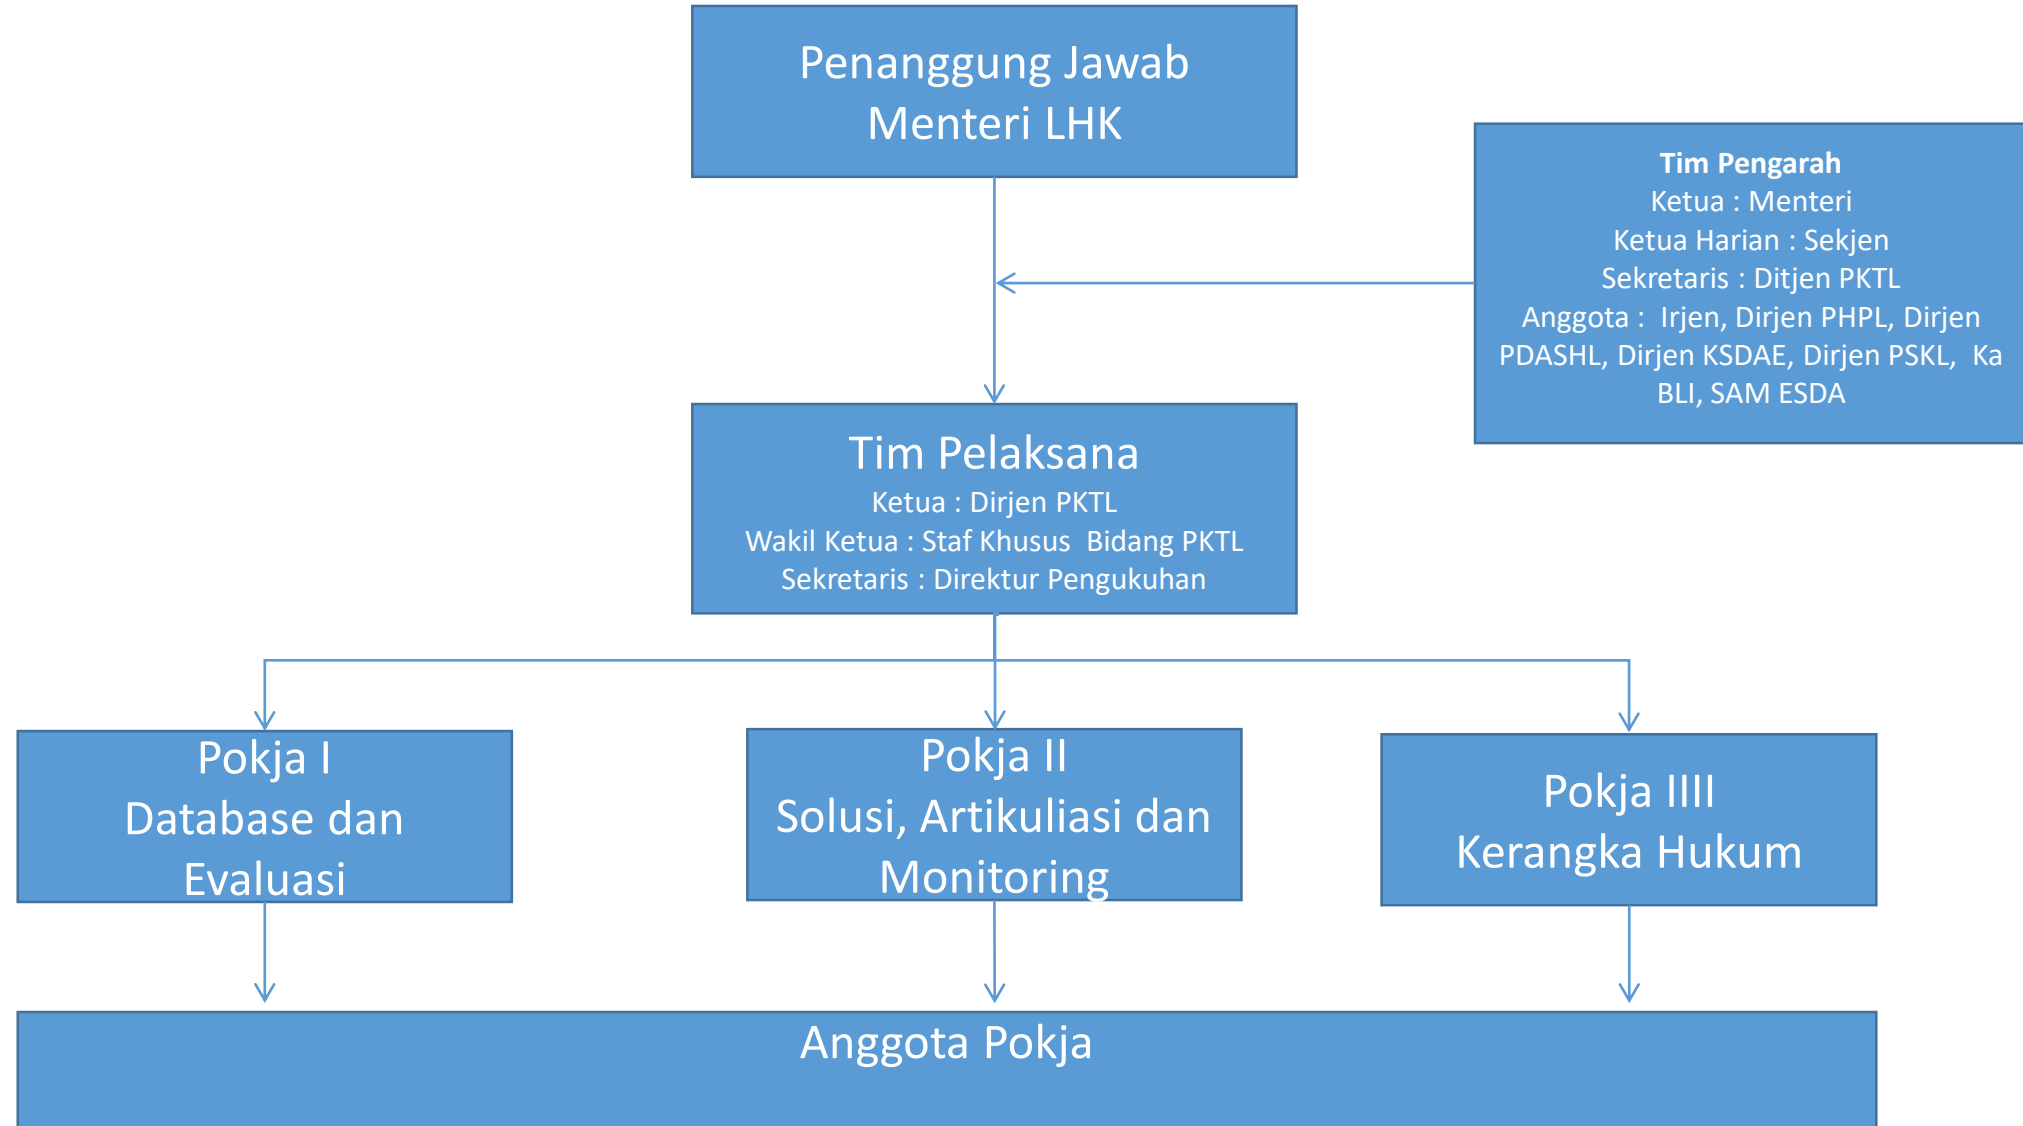 Penanggung Jawab
Menteri LHK
Tim Pengarah
Ketua : Menteri
Ketua Harian : Sekjen
Sekretaris : Ditjen PKTL
Anggota :  Irjen, Dirjen PHPL, Dirjen
PDASHL, Dirjen KSDAE, Dirjen PSKL,  Ka
BLI, SAM ESDA
Tim Pelaksana
Ketua : Dirjen PKTL
Wakil Ketua : Staf Khusus  Bidang PKTL
Sekretaris : Direktur Pengukuhan
Pokja I
Database dan
Evaluasi
Pokja II
Solusi, Artikuliasi dan
Monitoring
Pokja IIII
Kerangka Hukum
Anggota Pokja